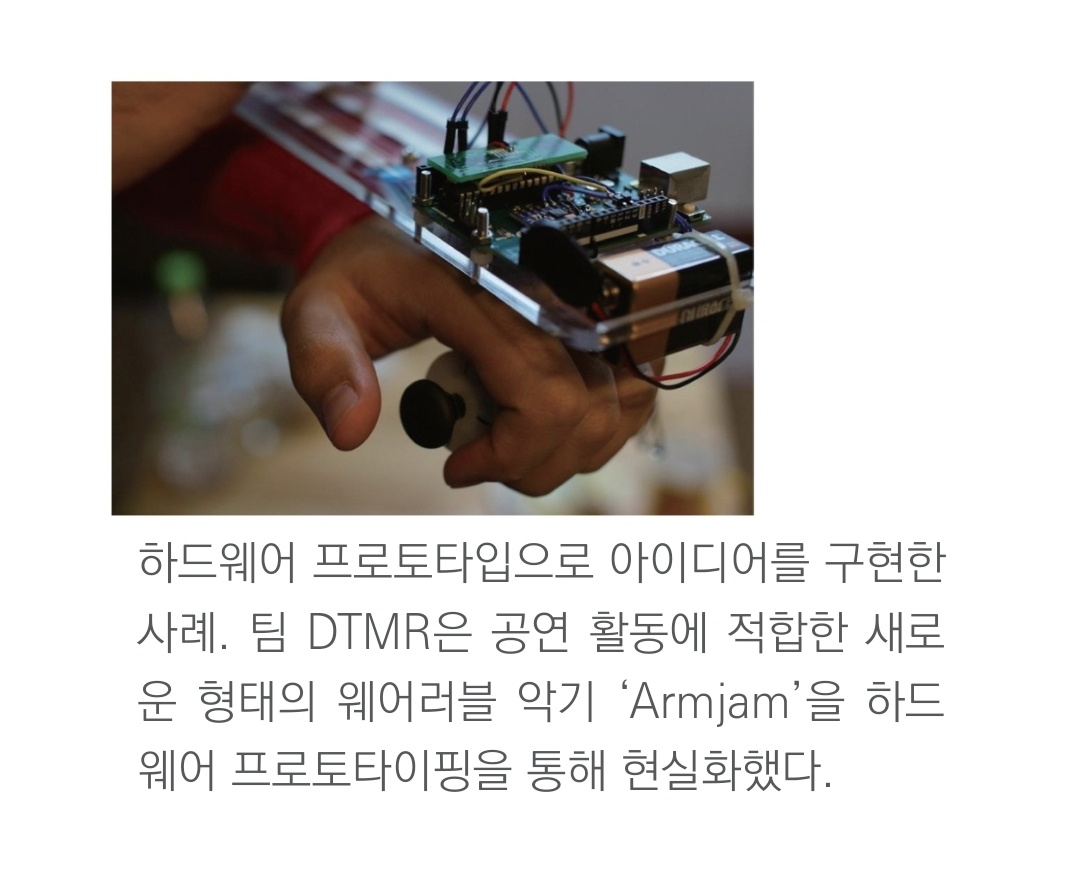 DURACELL
하드웨어 프로토타입으로 아이디어를 구현한
사례. 팀 DTMR은 공연 활동에 적합한 새로
운 형태의 웨어러블 악기 ‘Armjam’을 하드
웨어 프로토타이핑을 통해 현실화했다.